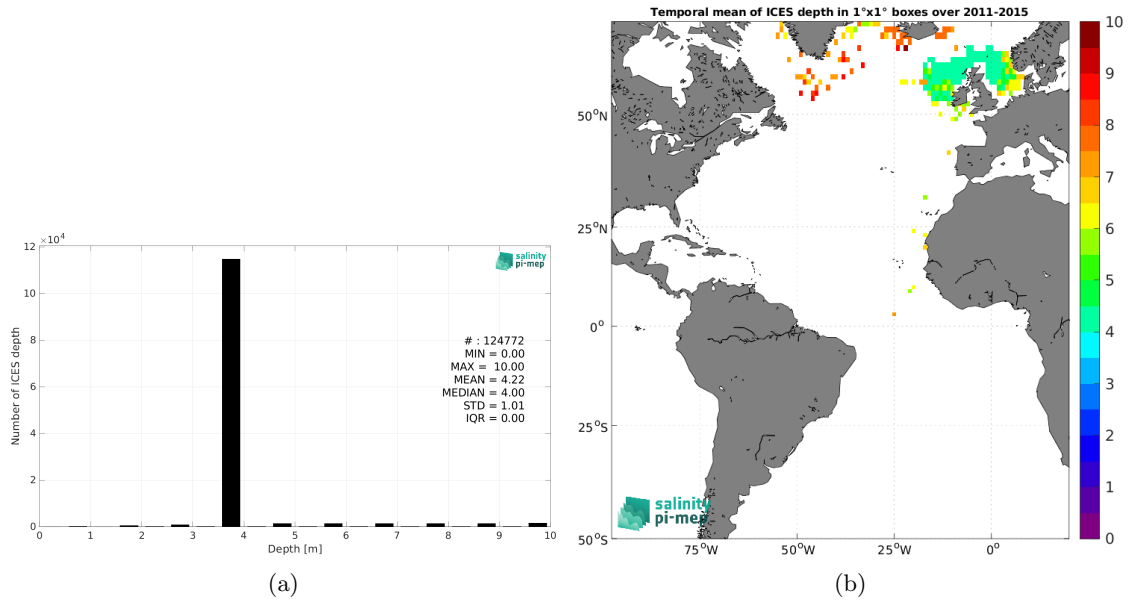 ×10⁴
12
10
8
6
4
2
0
Number of ICES depth
salinity
pi-mep
# : 124772
MIN = 0.00
MAX = 10.00
MEAN = 4.22
MEDIAN = 4.00
STD = 1.01
IQR = 0.00
0 1 2 3 4 5 6 7 8 9 10
Depth [m]
(a)
Temporal mean of ICES depth in 1°x1° boxes over 2011-2015
50°N
25°N
0°
25°S
50°S
salinity
pi-mep
75°W 50°W 25°W 0°
10
9
8
7
6
5
4
3
2
1
0
(b)